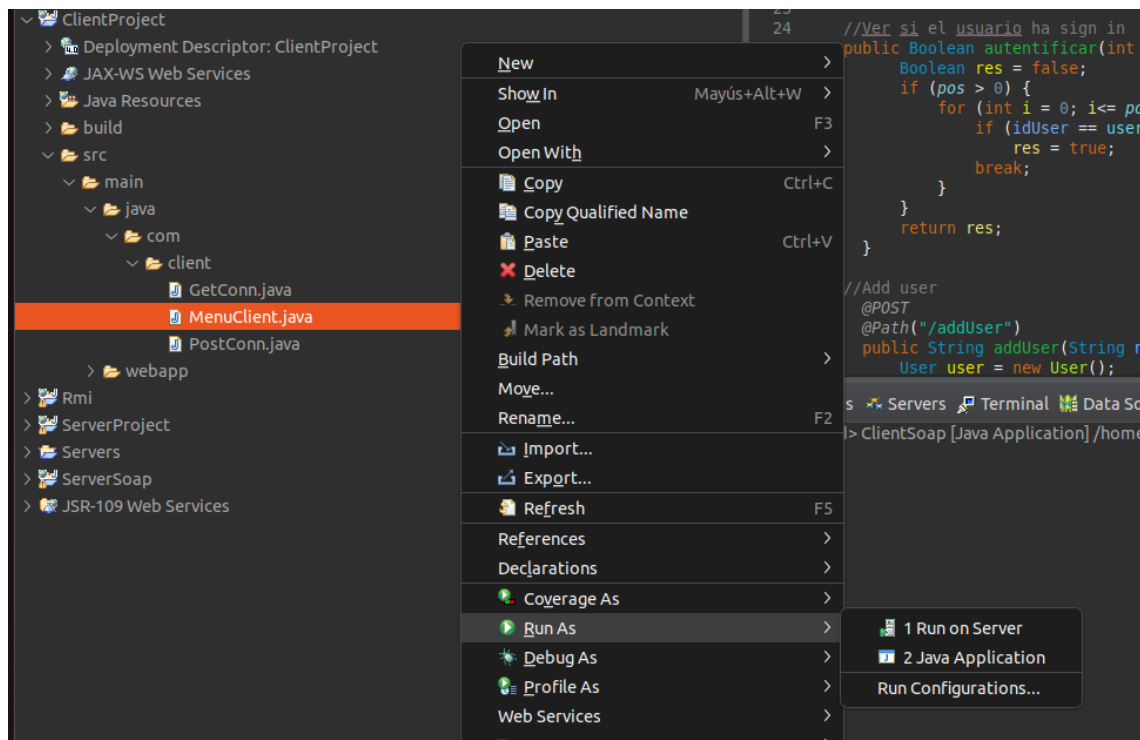 ClientProject
Deployment Descriptor: ClientProject
JAX-WS Web Services
Java Resources
build
src
main
java
com
client
GetConn.java
MenuClient.java
PostConn.java
webapp
Rmi
ServerProject
Servers
ServerSoap
JSR-109 Web Services
New
Show In Mayús+Alt+W
Open F3
Open With
Copy Ctrl+C
Copy Qualified Name
Paste Ctrl+V
Delete
Remove from Context
Mark as Landmark
Build Path
Move...
Rename... F2
Import...
Export...
Refresh F5
References
Declarations
Coverage As
Run As
Debug As
Profile As
Web Services
1 Run on Server
2 Java Application
Run Configurations...
24 //Ver si el usuario ha sign in
public Boolean autentificar(int
Boolean res = false;
if (pos > 0) {
for (int i = 0; i<= po
if (idUser == user
res = true;
break;
}
}
return res;
}
//Add user
@POST
@Path("/addUser")
public String addUser(String
User user = new User();
s Servers Terminal Data So
> ClientSoap [Java Application] /home